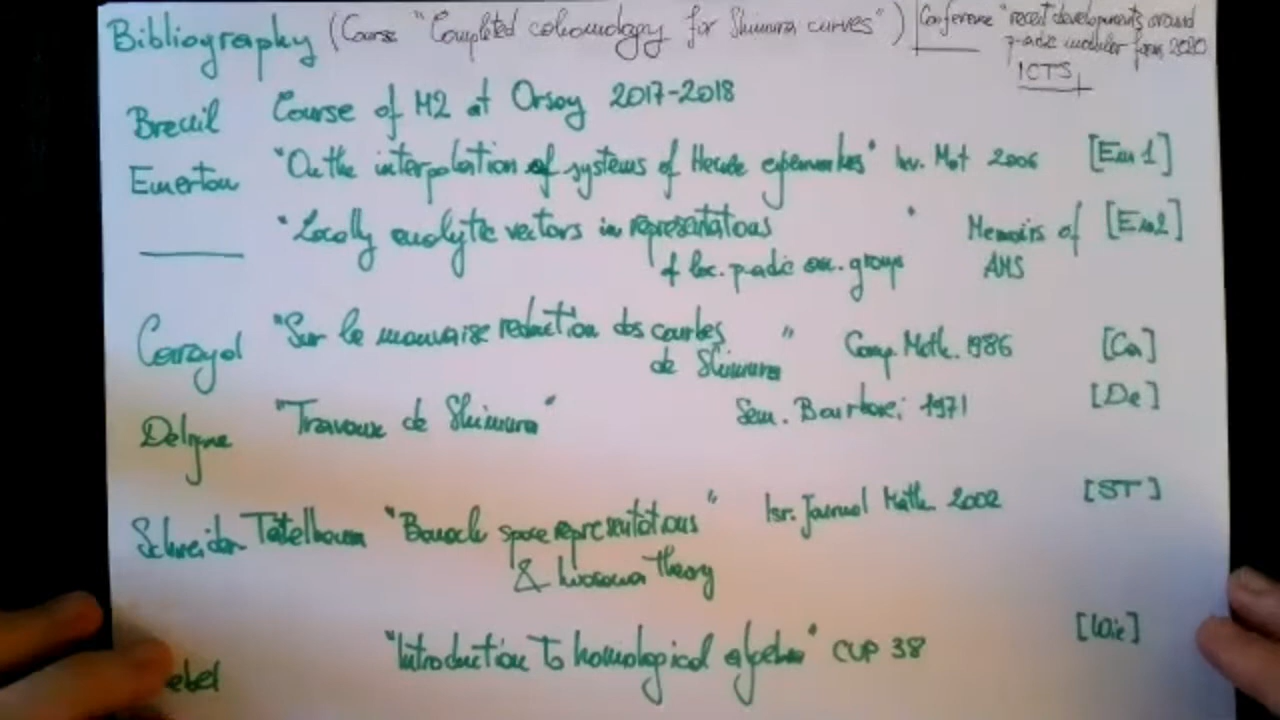 Bibliography (Course "Completed cohomology for Shimura curves") Conference "recent developments around
p-adic modular forms 2020
ICTS
Breuil Course of M2 at Orsay 2017-2018
Emerton "On the interpolation of systems of Hecke eigenvalues" Inv. Mat 2006 [Em1]
"Locally analytic vectors in representations
of loc. p-adic an. groups" Memoirs of AMS [Em2]
Carayol "Sur la mauvaise reduction des courbes
de Shimura" Comp. Math. 1986 [Ca]
Deligne "Travaux de Shimura" Sem. Bourbaki 1971 [De]
Schneider Teitelbaum "Banach space representations"
& Iwasawa theory Isr. Journal Math 2002 [ST]
ebel "Introduction to homological algebra" CUP 38 [Wie]